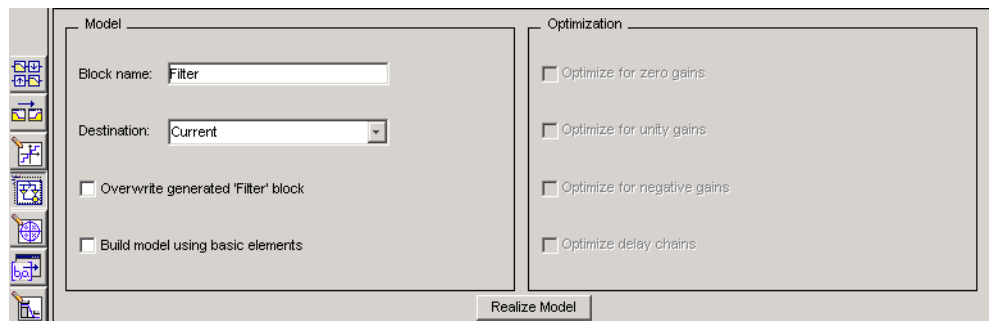 Model
Block name: Filter
Destination: Current
Overwrite generated 'Filter' block
Build model using basic elements
Optimization
Optimize for zero gains
Optimize for unity gains
Optimize for negative gains
Optimize delay chains
Realize Model